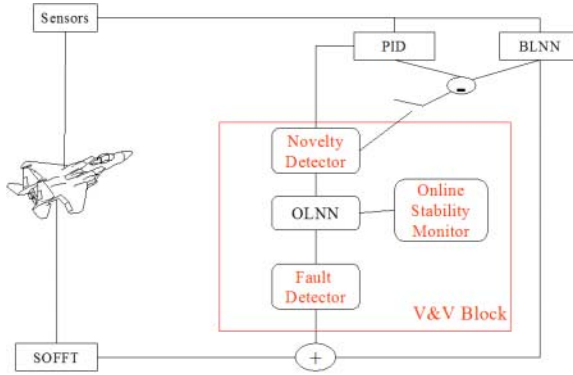 Sensors
PID
BLNN
-
Novelty
Detector
OLNN
Online
Stability
Monitor
Fault
Detector
V&V Block
SOFFT
+